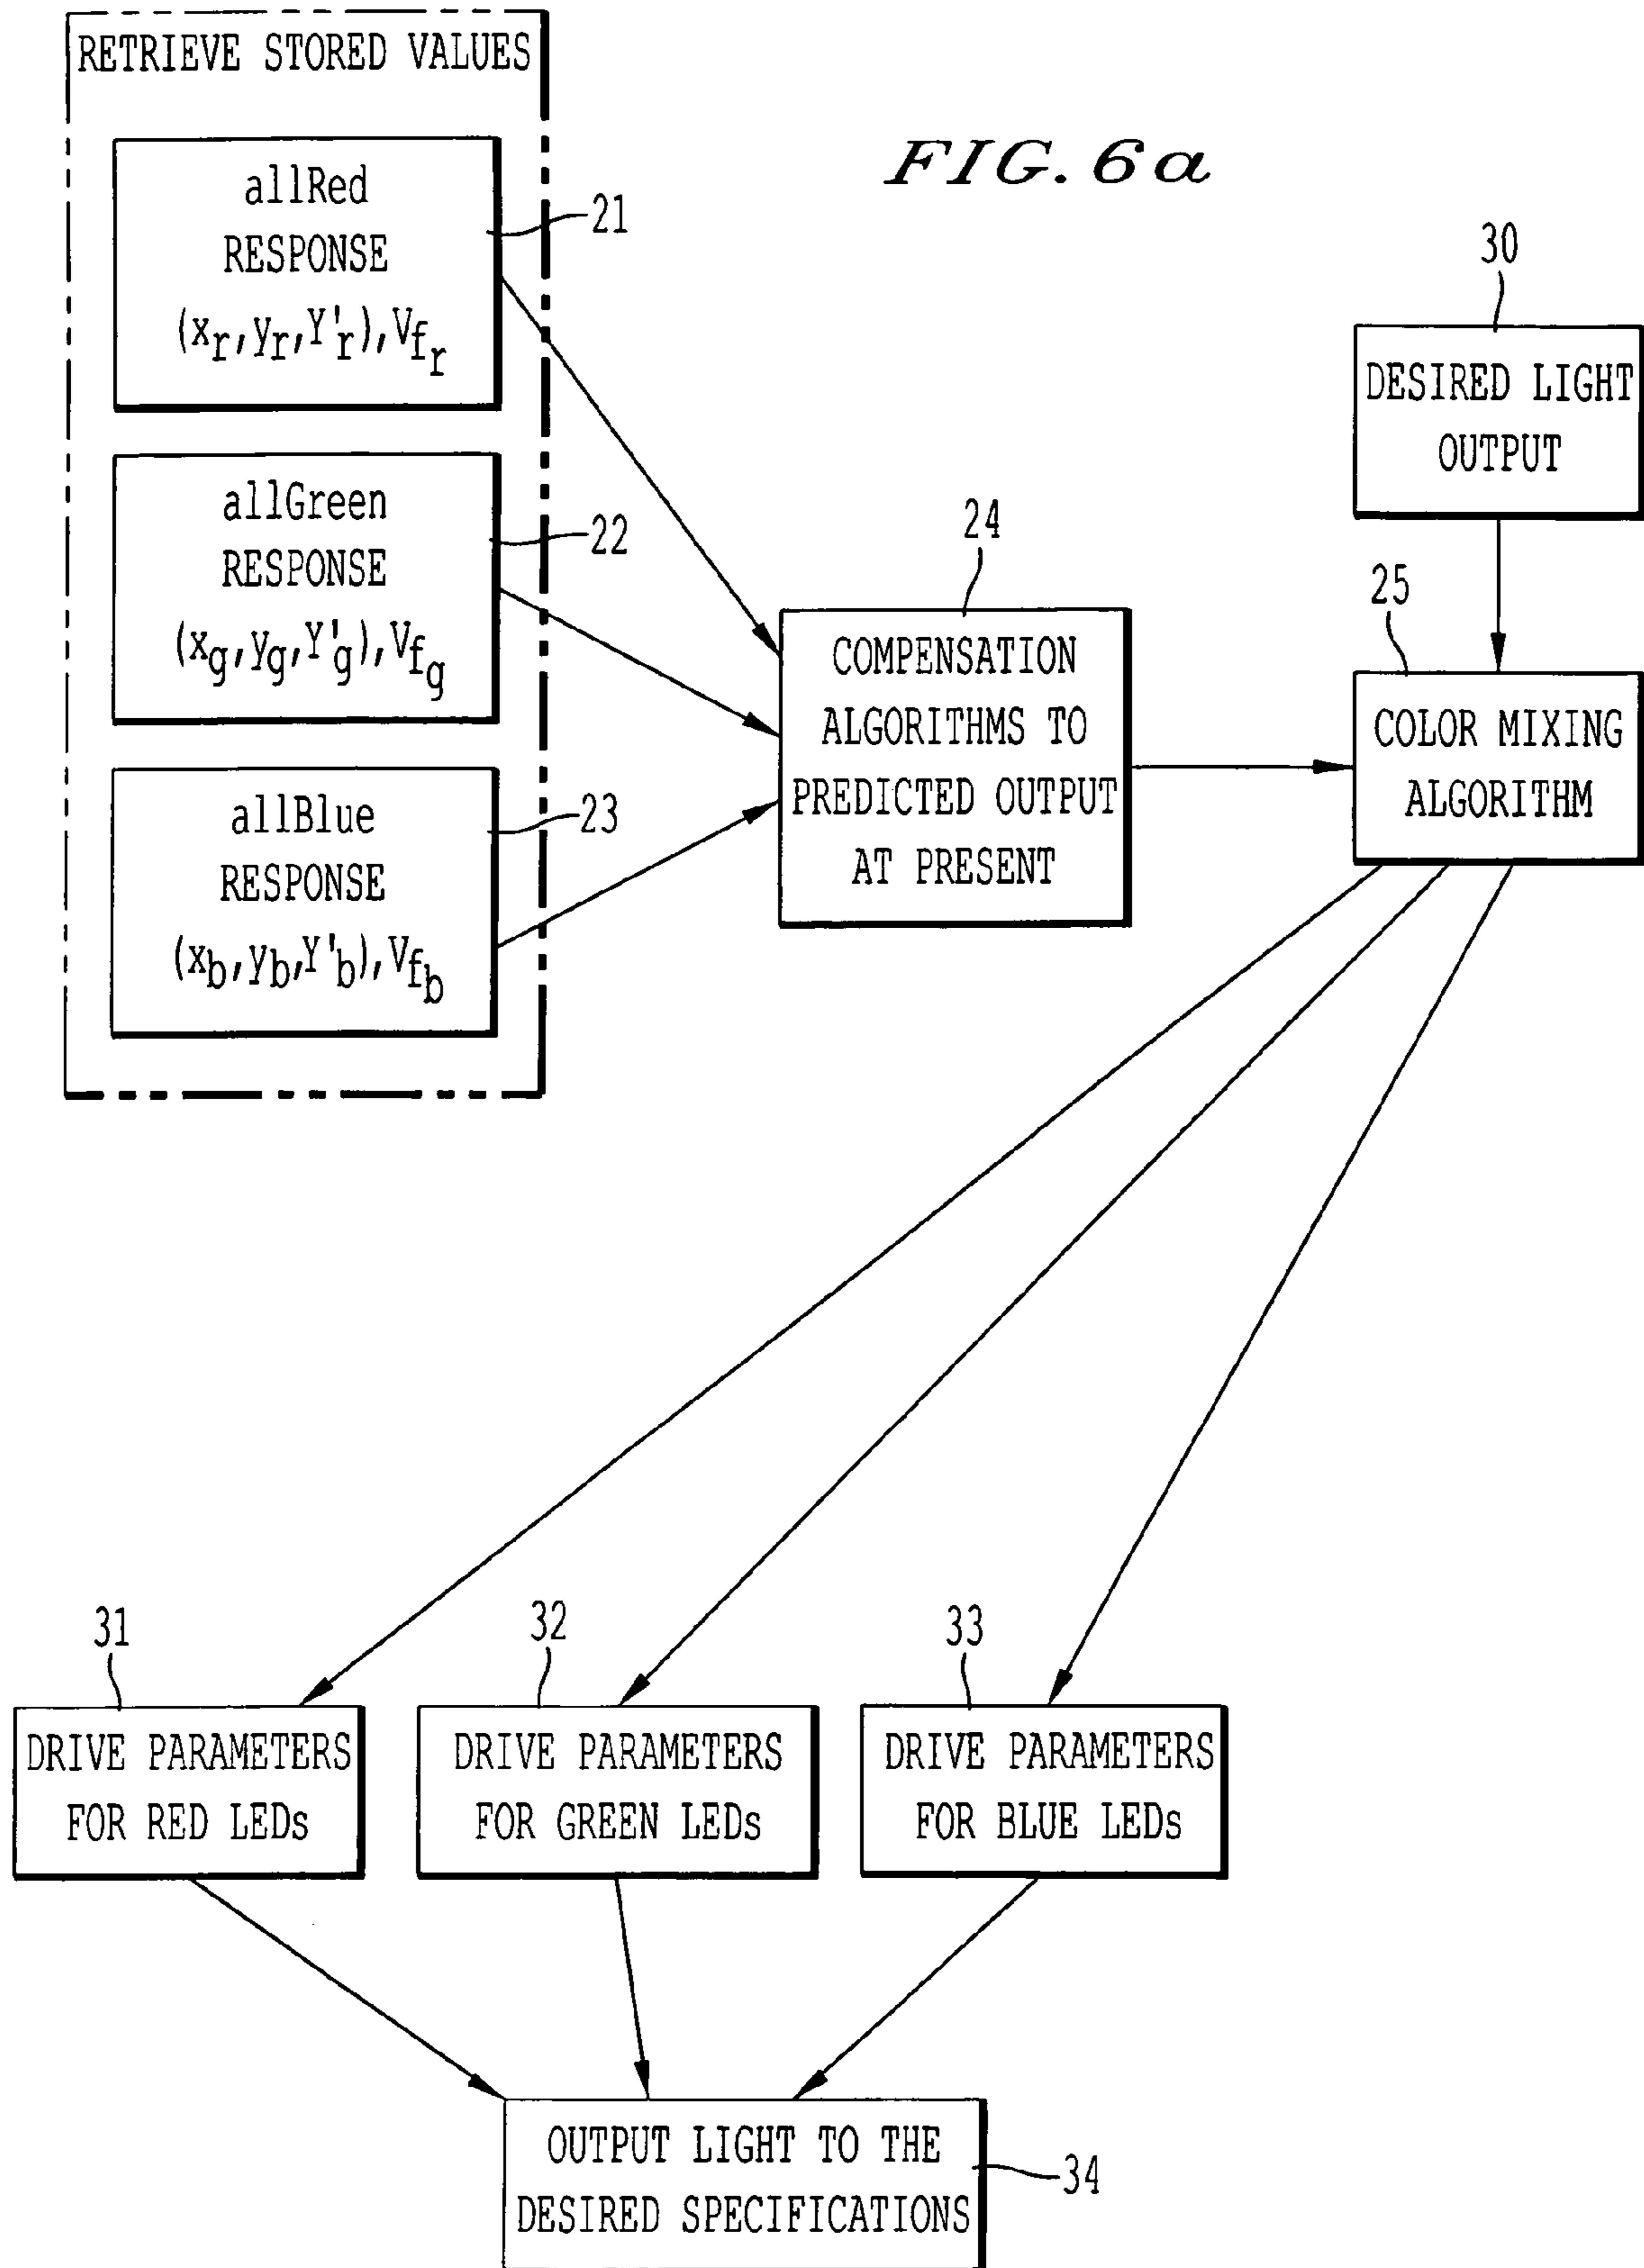 RETRIEVE STORED VALUES
allRed
RESPONSE
(xr,yr,Y'r),Vfr
21
allGreen
RESPONSE
(xg,yg,Y'g),Vfg
22
allBlue
RESPONSE
(xb,yb,Y'b),Vfb
23
FIG. 6a
24
COMPENSATION
ALGORITHMS TO
PREDICTED OUTPUT
AT PRESENT
30
DESIRED LIGHT
OUTPUT
25
COLOR MIXING
ALGORITHM
31
DRIVE PARAMETERS
FOR RED LEDs
32
DRIVE PARAMETERS
FOR GREEN LEDs
33
DRIVE PARAMETERS
FOR BLUE LEDs
OUTPUT LIGHT TO THE
DESIRED SPECIFICATIONS
34